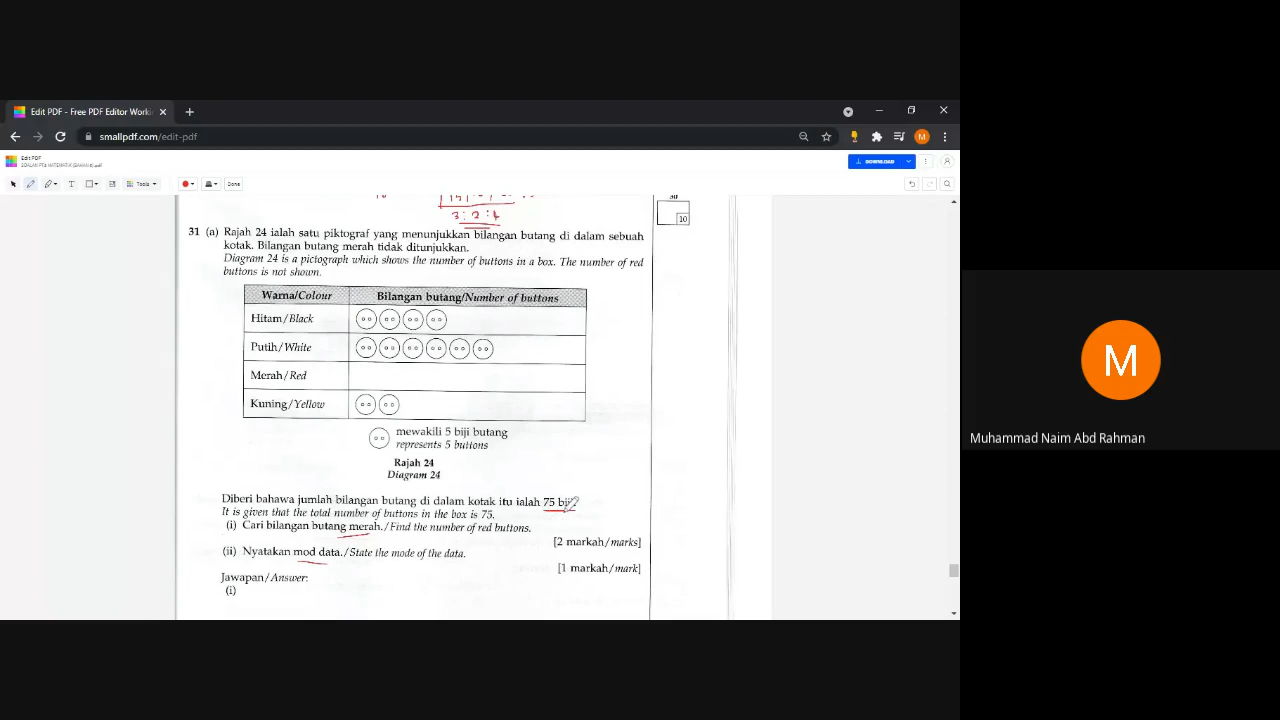 Edit PDF - Free PDF Editor Workin
smallpdf.com/edit-pdf
M
Edit PDF
DOWNLOAD
T
Tools
Done
3 : 2 : 4
10
31 (a) Rajah 24 ialah satu piktograf yang menunjukkan bilangan butang di dalam sebuah
kotak. Bilangan butang merah tidak ditunjukkan.
Diagram 24 is a pictograph which shows the number of buttons in a box. The number of red
buttons is not shown.
Warna/Colour Bilangan butang/Number of buttons
Hitam/Black
Putih/White
Merah/Red
Kuning/Yellow
mewakili 5 biji butang
represents 5 buttons
Rajah 24
Diagram 24
Diberi bahawa jumlah bilangan butang di dalam kotak itu ialah 75 biji.
It is given that the total number of buttons in the box is 75.
(i) Cari bilangan butang merah./Find the number of red buttons.
[2 markah/marks]
(ii) Nyatakan mod data./State the mode of the data.
[1 markah/mark]
Jawapan/Answer:
(i)
M
Muhammad Naim Abd Rahman